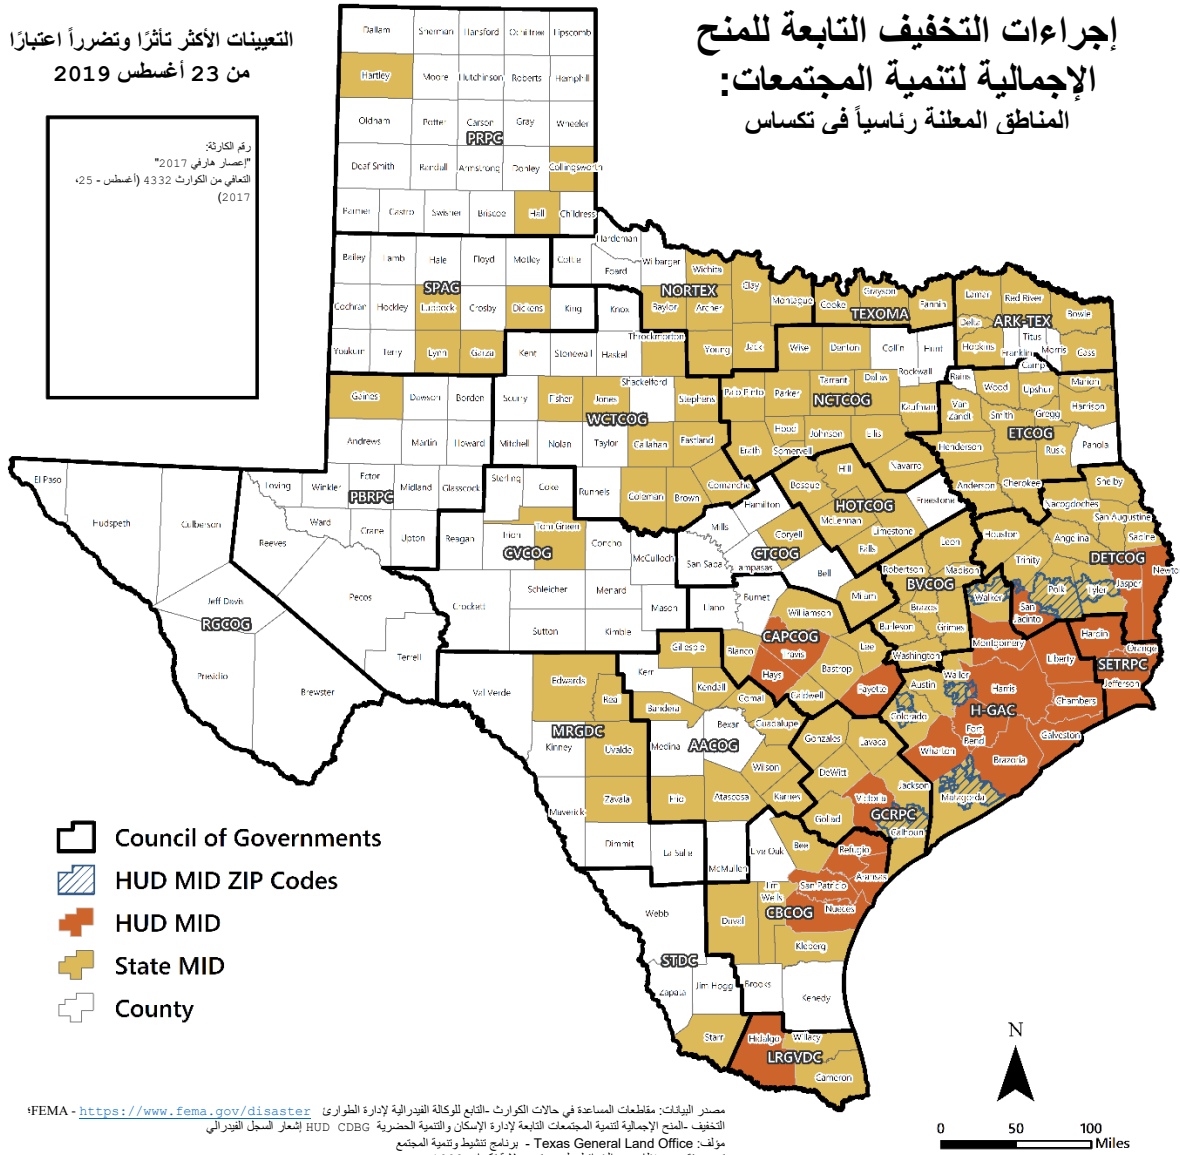 إجراءات التخفيف التابعة للمنح
الإجمالية لتنمية المجتمعات:
المناطق المعلنة رئاسياً في تكساس
التعيينات الأكثر تأثرًا وتضرراً اعتبارًا
من 23 أغسطس 2019
رقم الكارثة:
"إعصار هارفي 2017"
التعافي من الكوارث 4332 (أغسطس - 25،
2017)
Dallam Sherman Hansford Ochiltree Lipscomb
Hartley Moore Hutchinson Roberts Hemphill
Oldham Potter Carson Gray Wheeler
PRPC
Deaf Smith Randall Armstrong Donley Collingsworth
Parmer Castro Swisher Briscoe Hall Childress
Bailey Lamb Hale Floyd Motley Cottle Hardeman Foard Wilbarger Wichita
SPAG NORTEX
Cochran Hockley Lubbock Crosby Dickens King Knox Baylor Archer Clay Montague
Cooke Grayson Fannin TEXOMA
Lamar Red River Bowie ARK-TEX Delta Hopkins Franklin Titus Morris Cass Camp
Yoakum Terry Lynn Garza Kent Stonewall Haskel Throckmorton Young Jack
Wise Denton Collin Hunt Rockwall Rains
Gaines Dawson Borden Scurry Fisher Jones Shackelford Stephens WCTCOG
Palo Pinto Parker Tarrant Dallas Kaufman NCTCOG
Van Zandt Wood Upshur Marion Smith Gregg Harrison ETCOG
Andrews Martin Howard Mitchell Nolan Taylor Callahan Eastland
Erath Hood Somervell Johnson Ellis Navarro
Henderson Rusk Panola Anderson Cherokee
El Paso Hudspeth Culberson
Loving Winkler Ector Midland Glasscock PBRPC
Sterling Coke Runnels Coleman Brown Comanche
Bosque Hill HOTCOG McLennan Limestone Freestone Falls
Shelby Nacogdoches San Augustine Sabine Angelina Houston Trinity DETCOG
Reeves Ward Crane Upton Reagan Irion Tom Green CVCOG Concho McCulloch
San Saba Mills Hamilton Coryell CTCOG Lampasas Bell
Leon Robertson Madison BVCOG Brazos Burleson Grimes Washington Milam
Walker Polk Tyler Jasper Newton San Jacinto
Jeff Davis RGCOG Pecos Crockett Schleicher Menard Mason Sutton Kimble
Llano Burnet Williamson CAPCOG Travis Blanco Hays Bastrop Lee Caldwell Fayette
Montgomery Liberty Hardin Orange SETRPC Jefferson
Presidio Brewster Terrell Val Verde Edwards Real
Gillespie Kerr Kendall Bandera Comal Bexar Guadalupe
Austin Waller Harris H-GAC Chambers Colorado Fort Bend Galveston Wharton Brazoria Matagorda
MRGDC Kinney Uvalde Medina AACOG Wilson Gonzales Lavaca DeWitt Jackson
Maverick Zavala Frio Atascosa Karnes Goliad Victoria GCRPC Calhoun
Dimmit La Salle McMullen Live Oak Bee Refugio Aransas
Webb Duval Jim Wells San Patricio Nueces CBCOG Kleberg
STDC Zapata Jim Hogg Brooks Kenedy
Starr Hidalgo Willacy LRGVDC Cameron
Council of Governments
HUD MID ZIP Codes
HUD MID
State MID
County
N
0 50 100
Miles
مصدر البيانات: مقاطعات المساعدة في حالات الكوارث -التابع للوكالة الفيدرالية لإدارة الطوارئ FEMA - https://www.fema.gov/disaster؛
التخفيف -المنح الإجمالية لتنمية المجتمعات التابعة لإدارة الإسكان والتنمية الحضرية HUD CDBG إشعار السجل الفيدرالي
مؤلف: Texas General Land Office - برنامج تنشيط وتنمية المجتمع